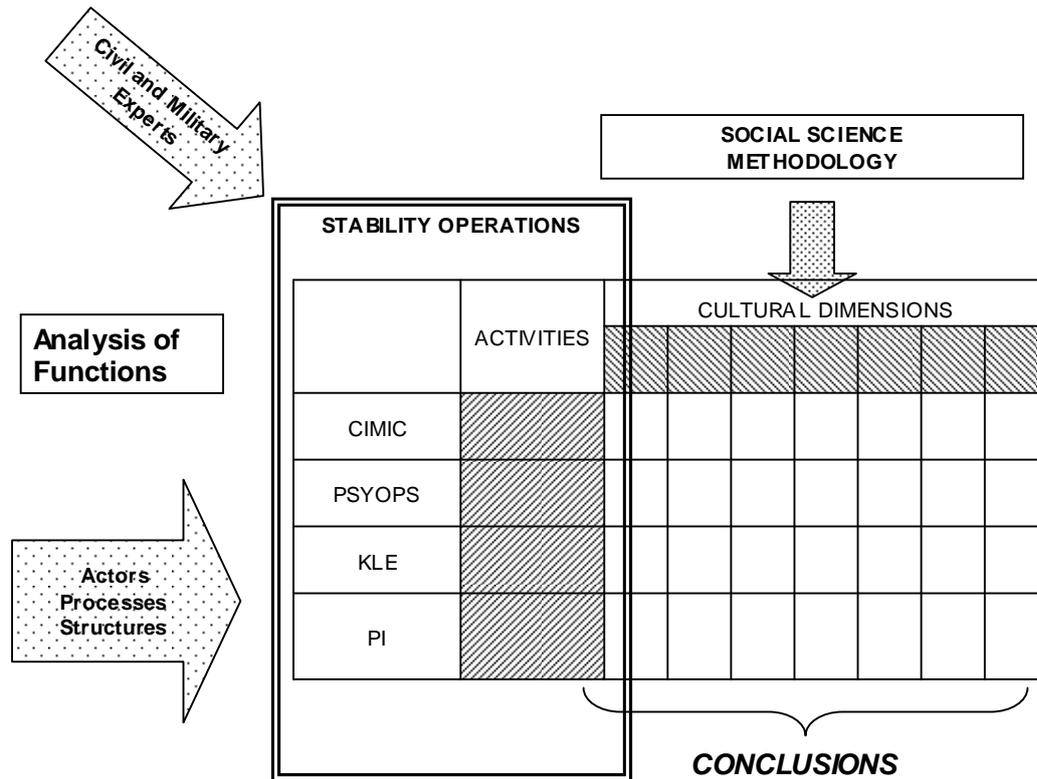 Civil and Military
Experts
SOCIAL SCIENCE
METHODOLOGY
STABILITY OPERATIONS
CULTURAL DIMENSIONS
ACTIVITIES
Analysis of
Functions
CIMIC
PSYOPS
KLE
PI
Actors
Processes
Structures
CONCLUSIONS